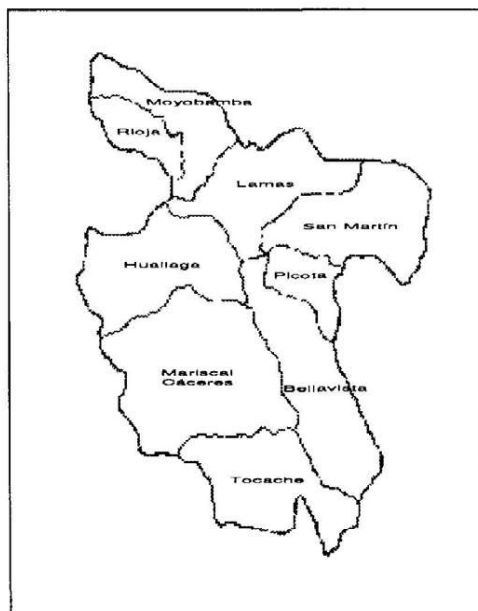 Moyobamba
Rioja
Lamas
San Martín
Huallaga
Picota
Mariscal
Cáceres
Bellavista
Tocache